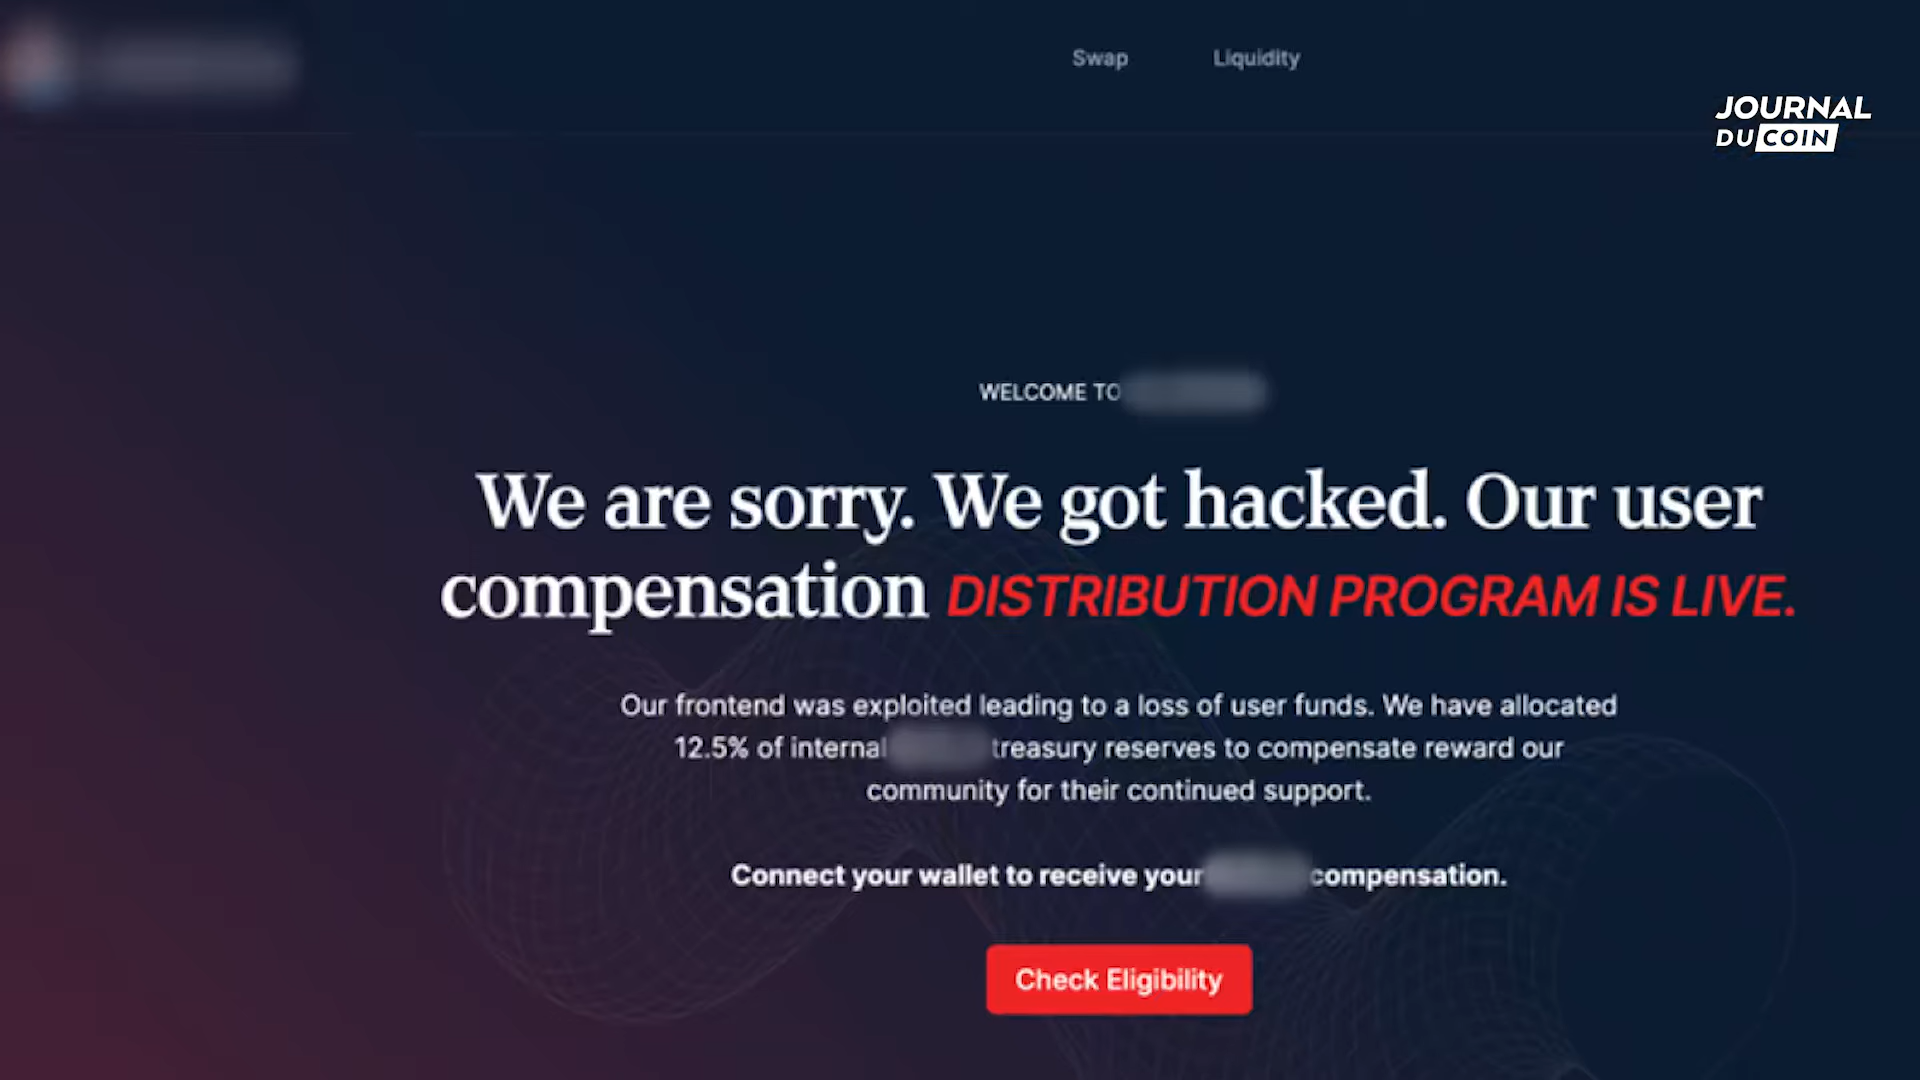 Swap
Liquidity
JOURNAL
DU COIN
WELCOME TO
We are sorry. We got hacked. Our user
compensation DISTRIBUTION PROGRAM IS LIVE.
Our frontend was exploited leading to a loss of user funds. We have allocated
12.5% of internal treasury reserves to compensate reward our
community for their continued support.
Connect your wallet to receive your compensation.
Check Eligibility